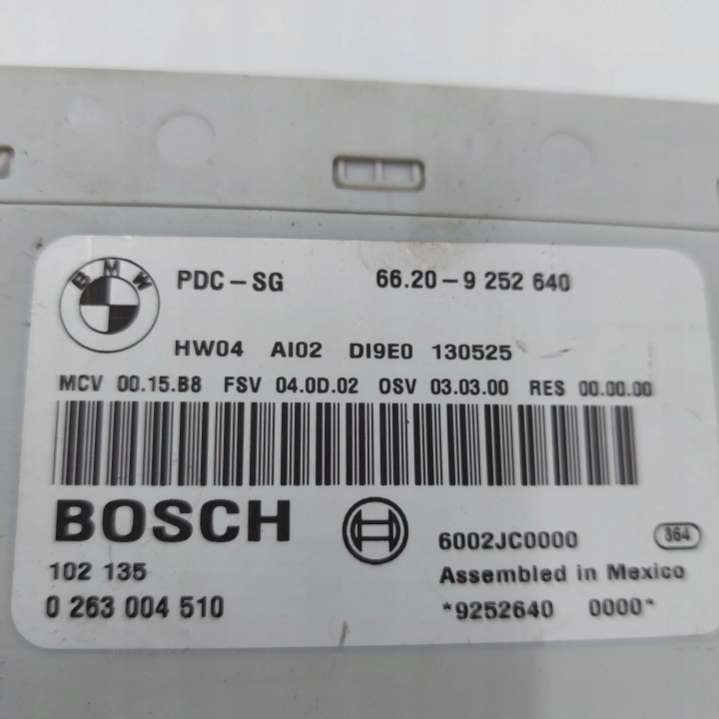 BMW
PDC-SG 66.20-9 252 640
HW04 AI02 DI9E0 130525
MCV 00.15.B8 FSV 04.0D.02 OSV 03.03.00 RES 00.00.00
BOSCH
6002JC0000 364
102 135 Assembled in Mexico
0 263 004 510 *9252640 0000*